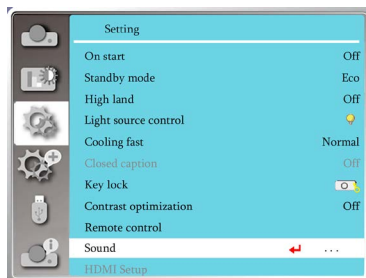 Setting
On start Off
Standby mode Eco
High land Off
Light source control
Cooling fast Normal
Closed caption Off
Key lock
Contrast optimization Off
Remote control
Sound ...
HDMI Setup